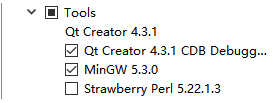 Tools
Qt Creator 4.3.1
Qt Creator 4.3.1 CDB Debugg...
MinGW 5.3.0
Strawberry Perl 5.22.1.3